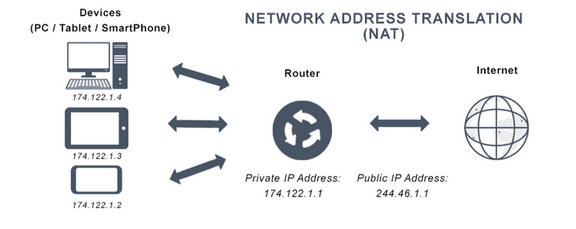 Devices
(PC / Tablet / SmartPhone)
NETWORK ADDRESS TRANSLATION
(NAT)
174.122.1.4
174.122.1.3
174.122.1.2
Router
Private IP Address:
174.122.1.1
Public IP Address:
244.46.1.1
Internet